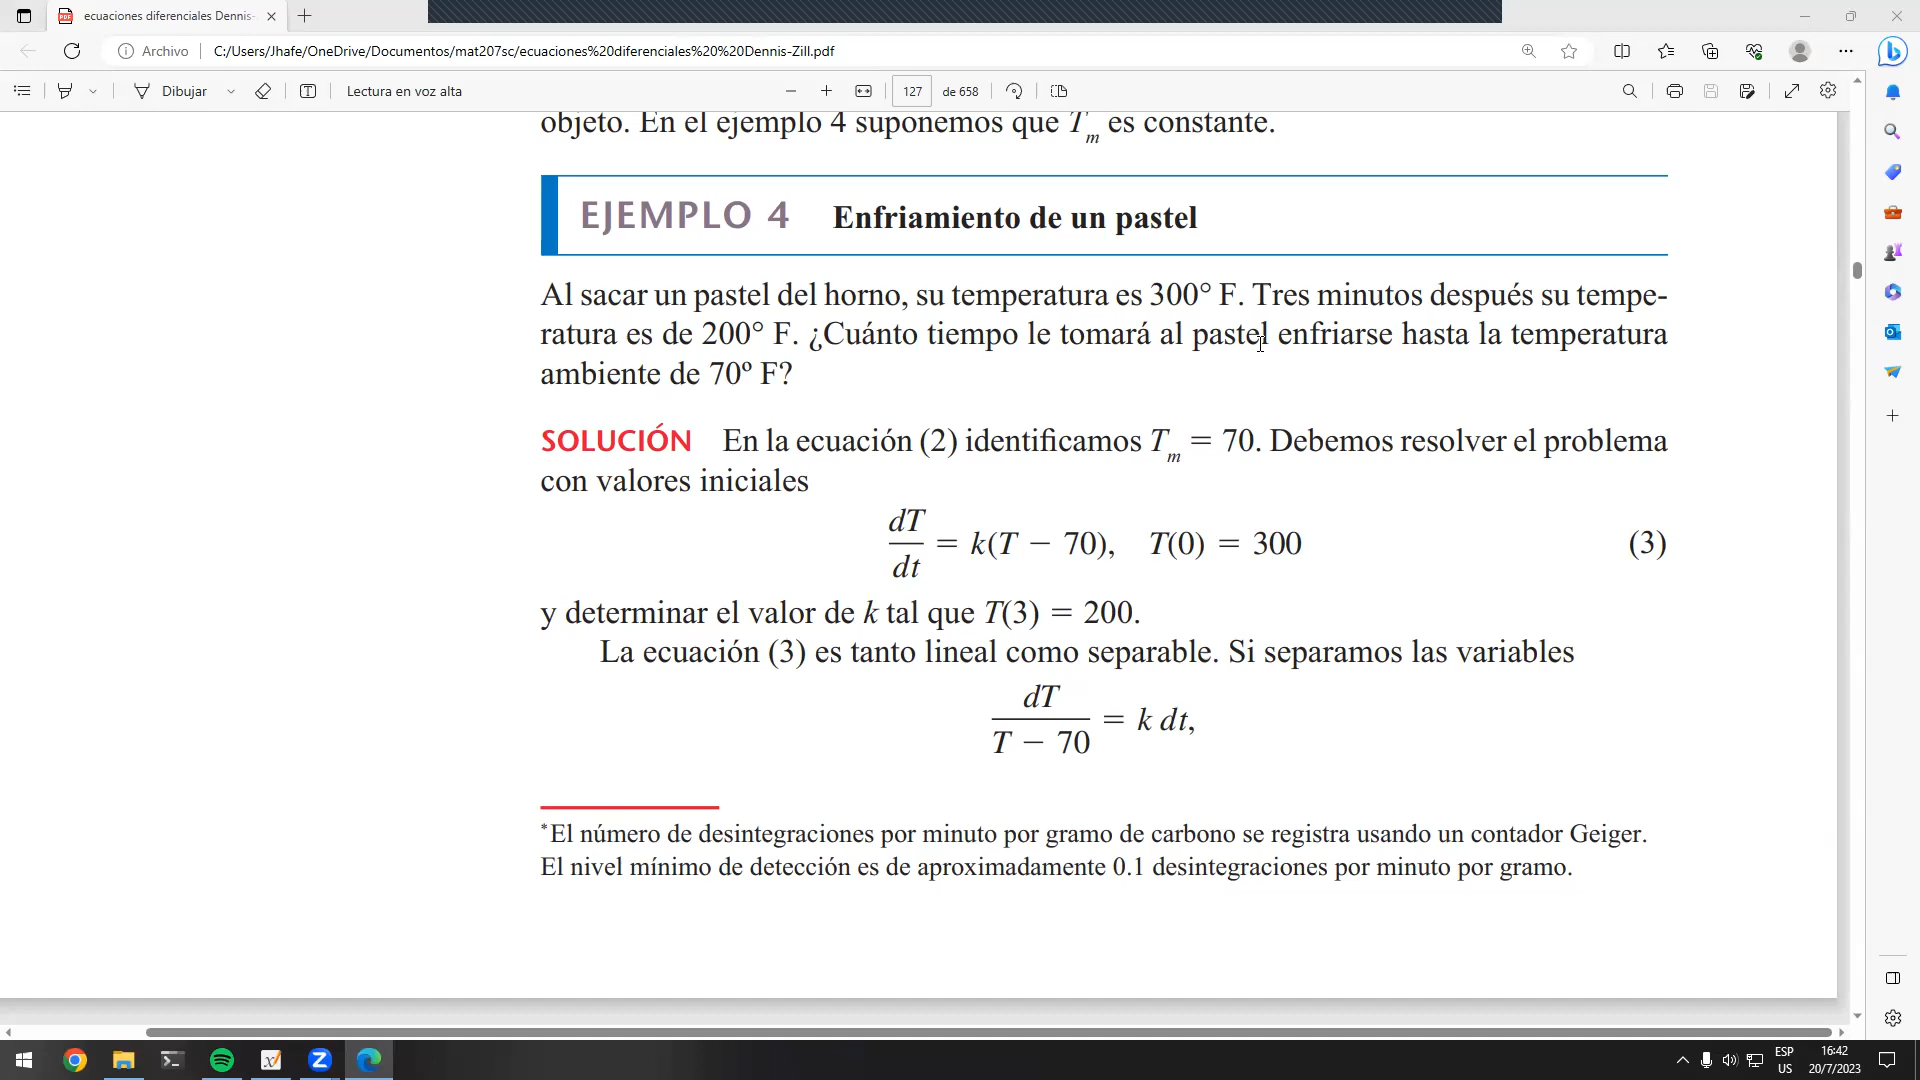 ecuaciones diferenciales Dennis-
Archivo
C:/Users/Jhafe/OneDrive/Documentos/mat207sc/ecuaciones%20diferenciales%20%20Dennis-Zill.pdf
Dibujar
Lectura en voz alta
127 de 658
objeto. En el ejemplo 4 suponemos que Tm es constante.
EJEMPLO 4 Enfriamiento de un pastel
Al sacar un pastel del horno, su temperatura es 300° F. Tres minutos después su tempe-
ratura es de 200° F. ¿Cuánto tiempo le tomará al pastel enfriarse hasta la temperatura
ambiente de 70º F?
SOLUCIÓN En la ecuación (2) identificamos Tm = 70. Debemos resolver el problema
con valores iniciales
dT/dt = k(T − 70), T(0) = 300 (3)
y determinar el valor de k tal que T(3) = 200.
La ecuación (3) es tanto lineal como separable. Si separamos las variables
dT/(T − 70) = k dt,
*El número de desintegraciones por minuto por gramo de carbono se registra usando un contador Geiger.
El nivel mínimo de detección es de aproximadamente 0.1 desintegraciones por minuto por gramo.
ESP
US
16:42
20/7/2023